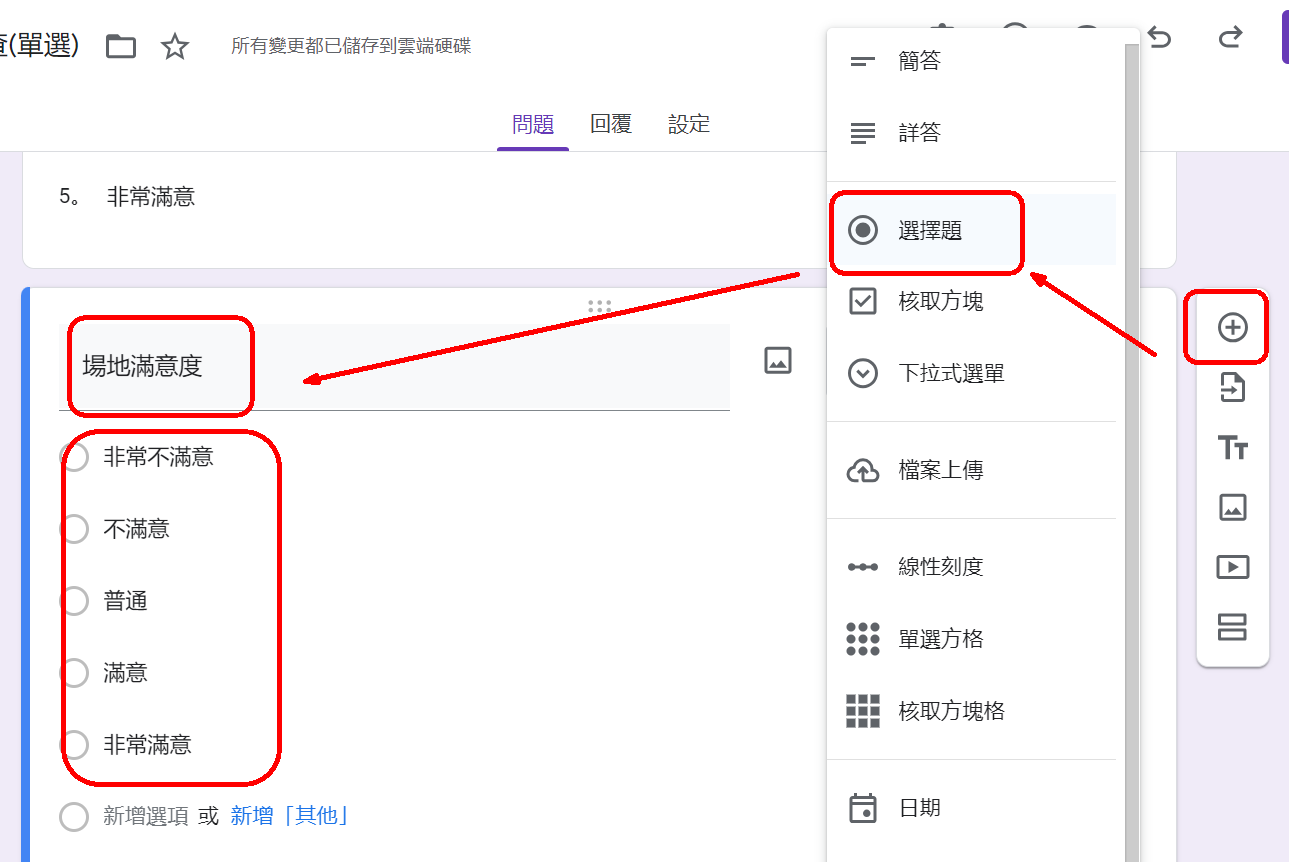 查(單選)
所有變更都已儲存到雲端硬碟
問題 回覆 設定
5。 非常滿意
場地滿意度
非常不滿意
不滿意
普通
滿意
非常滿意
新增選項 或 新增「其他」
簡答
詳答
選擇題
核取方塊
下拉式選單
檔案上傳
線性刻度
單選方格
核取方塊格
日期